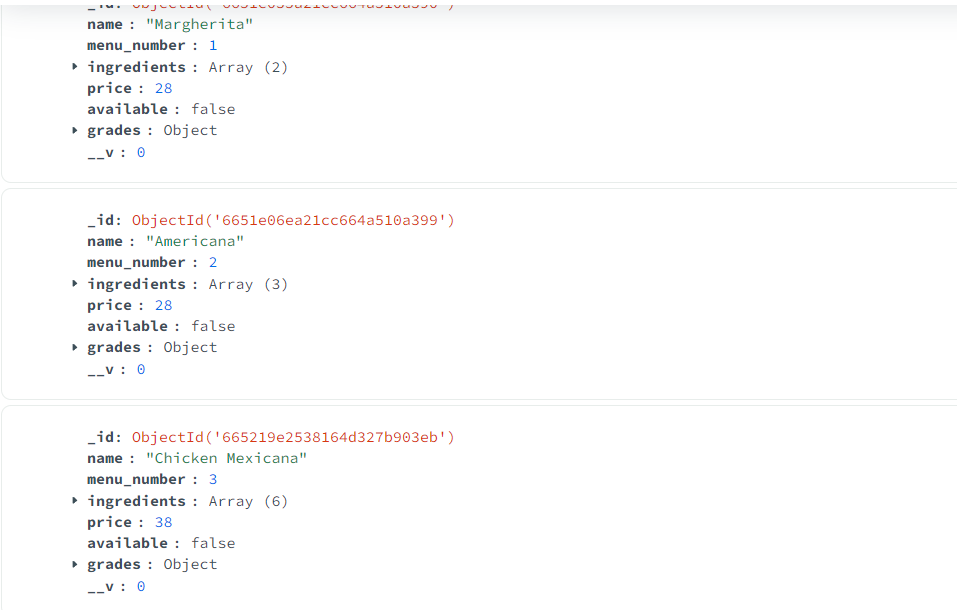 name : "Margherita"
menu_number : 1
ingredients : Array (2)
price : 28
available : false
grades : Object
__v : 0
_id: ObjectId('6651e06ea21cc664a510a399')
name : "Americana"
menu_number : 2
ingredients : Array (3)
price : 28
available : false
grades : Object
__v : 0
_id: ObjectId('665219e2538164d327b903eb')
name : "Chicken Mexicana"
menu_number : 3
ingredients : Array (6)
price : 38
available : false
grades : Object
__v : 0